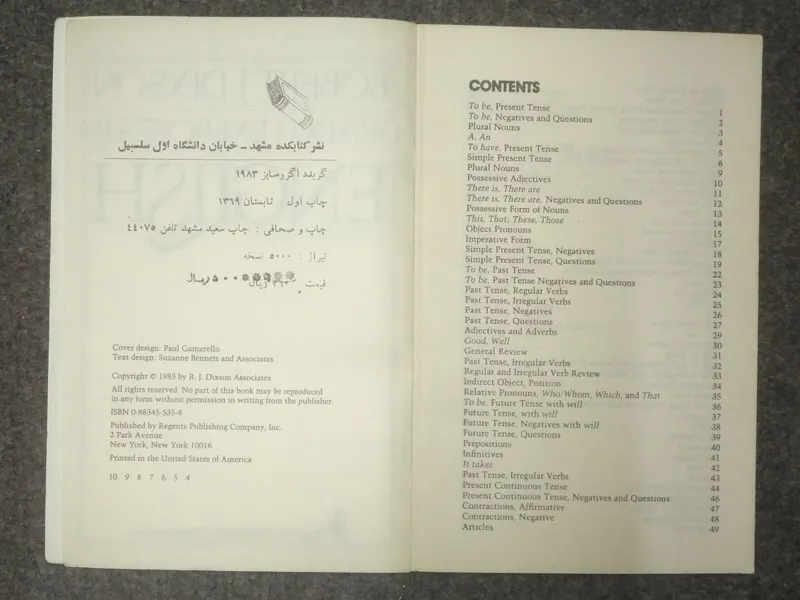 نشر کتابکده مشهد - خیابان دانشگاه اول سلسبیل
گریده اگزرسایز ۱۹۸۳
چاپ اول : تابستان ۱۳۶۹
چاپ و صحافی : چاپ سعید مشهد تلفن ۴۴۰۷۵
تیراژ : ۵۰۰۰ نسخه
قیمت ریال
Cover design: Paul Gamarello
Text design: Suzanne Bennett and Associates
Copyright © 1983 by R. J. Dixson Associates
All rights reserved. No part of this book may be reproduced
in any form without permission in writing from the publisher.
ISBN 0-88345-535-8
Published by Regents Publishing Company, Inc.
2 Park Avenue
New York, New York 10016
Printed in the United States of America
10 9 8 7 6 5 4
CONTENTS
To be, Present Tense 1
To be, Negatives and Questions 2
Plural Nouns 3
A, An 4
To have, Present Tense 5
Simple Present Tense 6
Plural Nouns 9
Possessive Adjectives 10
There is, There are 11
There is, There are, Negatives and Questions 12
Possessive Form of Nouns 13
This, That; These, Those 14
Object Pronouns 15
Imperative Form 17
Simple Present Tense, Negatives 18
Simple Present Tense, Questions 19
To be, Past Tense 22
To be, Past Tense Negatives and Questions 23
Past Tense, Regular Verbs 24
Past Tense, Irregular Verbs 25
Past Tense, Negatives 26
Past Tense, Questions 27
Adjectives and Adverbs 29
Good, Well 30
General Review 31
Past Tense, Irregular Verbs 32
Regular and Irregular Verb Review 33
Indirect Object, Position 34
Relative Pronouns, Who/Whom, Which, and That 35
To be, Future Tense with will 36
Future Tense, with will 37
Future Tense, Negatives with will 38
Future Tense, Questions 39
Prepositions 40
Infinitives 41
It takes 42
Past Tense, Irregular Verbs 43
Present Continuous Tense 44
Present Continuous Tense, Negatives and Questions 46
Contractions, Affirmative 47
Contractions, Negative 48
Articles 49